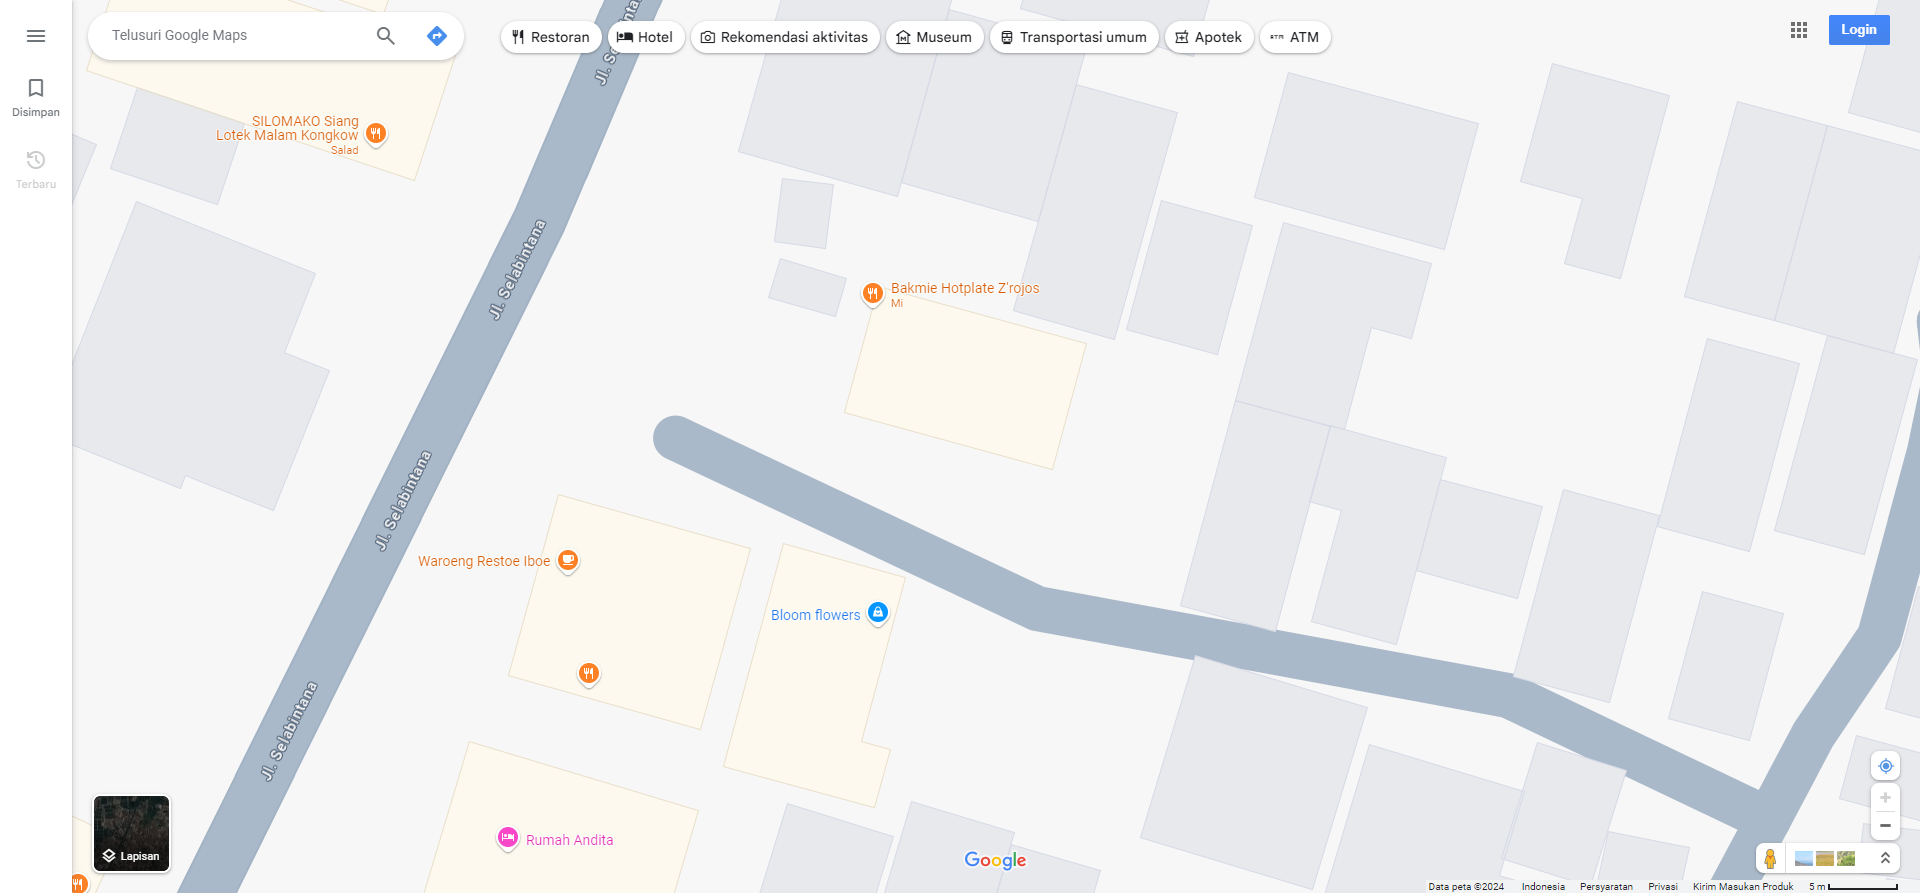 Telusuri Google Maps
Restoran
Hotel
Rekomendasi aktivitas
Museum
Transportasi umum
Apotek
ATM
Login
Disimpan
Terbaru
SILOMAKO Siang
Lotek Malam Kongkow
Salad
Jl. Selabintana
Bakmie Hotplate Z'rojos
Mi
Jl. Selabintana
Waroeng Restoe Iboe
Bloom flowers
Jl. Selabintana
Rumah Andita
Lapisan
Google
Data peta ©2024
Indonesia
Persyaratan
Privasi
Kirim Masukan Produk
5 m